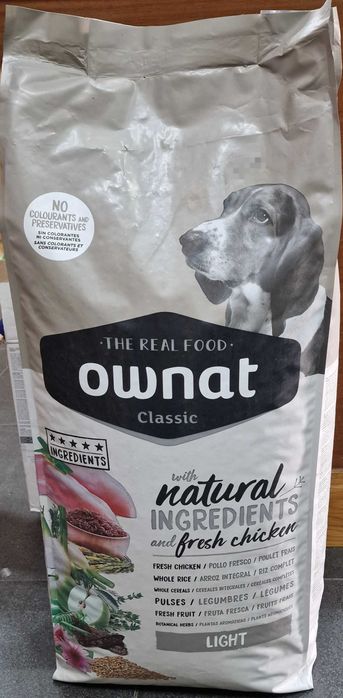 NO
COLOURANTS AND
PRESERVATIVES
SIN COLORANTES
NI CONSERVANTES
SANS COLORANTS ET
CONSERVATEURS
· THE REAL FOOD ·
ownat
Classic
INGREDIENTS
with
natural
INGREDIENTS
and fresh chicken
FRESH CHICKEN / POLLO FRESCO / POULET FRAIS
WHOLE RICE / ARROZ INTEGRAL / RIZ COMPLET
WHOLE CEREALS / CEREALES INTEGRALES / CÉRÉALES COMPLÈTES
PULSES / LEGUMBRES / LÉGUMES
FRESH FRUIT / FRUTA FRESCA / FRUITS FRAIS
BOTANICAL HERBS / PLANTAS AROMÁTICAS / PLANTES AROMATIQUES
LIGHT